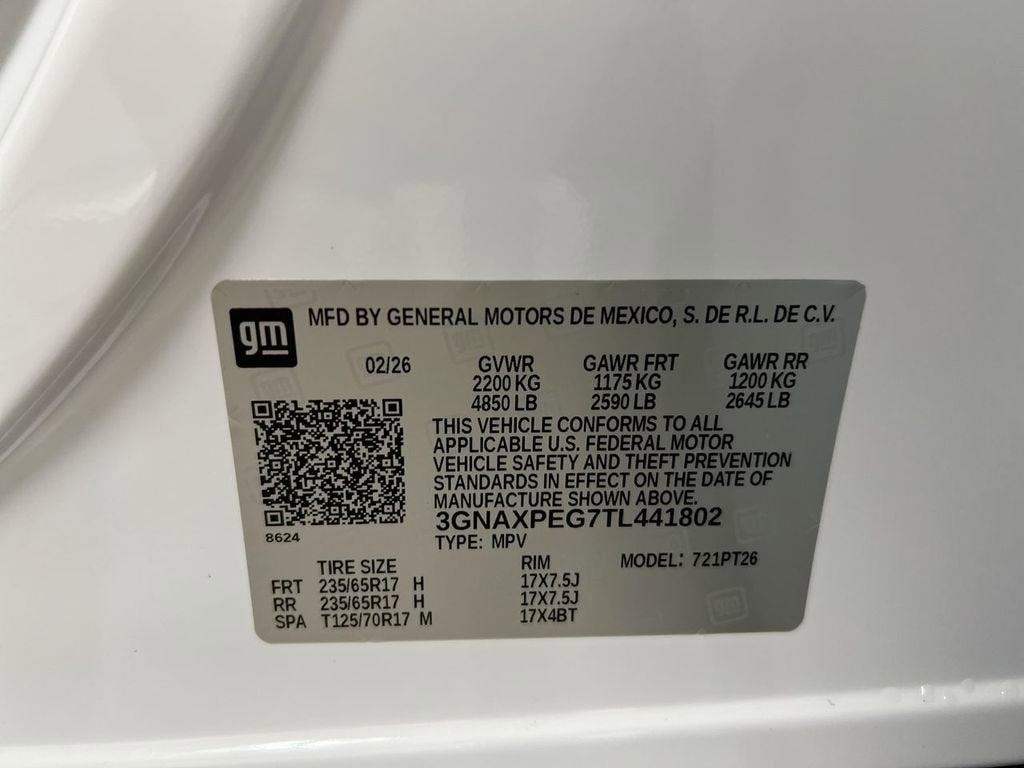 gm
MFD BY GENERAL MOTORS DE MEXICO, S. DE R.L. DE C.V.
02/26 GVWR GAWR FRT GAWR RR
2200 KG 1175 KG 1200 KG
4850 LB 2590 LB 2645 LB
THIS VEHICLE CONFORMS TO ALL
APPLICABLE U.S. FEDERAL MOTOR
VEHICLE SAFETY AND THEFT PREVENTION
STANDARDS IN EFFECT ON THE DATE OF
MANUFACTURE SHOWN ABOVE.
3GNAXPEG7TL441802
8624
TYPE: MPV
TIRE SIZE RIM MODEL: 721PT26
FRT 235/65R17 H 17X7.5J
RR 235/65R17 H 17X7.5J
SPA T125/70R17 M 17X4BT
gm